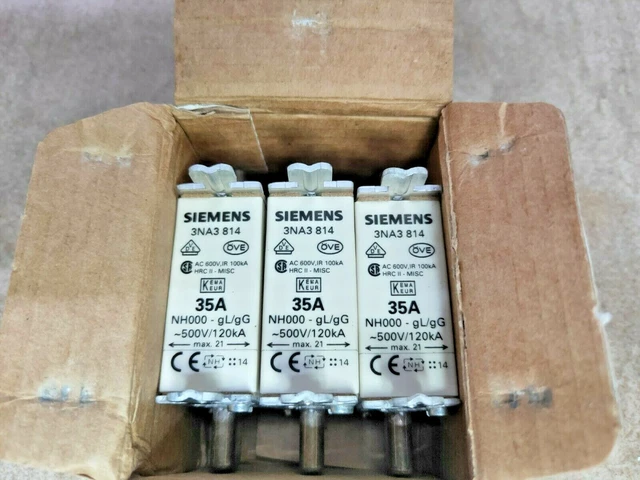 SIEMENS
3NA3 814
ÖVE
AC 600V,IR 100kA
HRC II - MISC
KEMA
KEUR
35A
NH000 - gL/gG
~500V/120kA
max. 21
CE NH 14
SIEMENS
3NA3 814
ÖVE
AC 600V,IR 100kA
HRC II - MISC
KEMA
KEUR
35A
NH000 - gL/gG
~500V/120kA
max. 21
CE NH 14
SIEMENS
3NA3 814
ÖVE
AC 600V,IR 100kA
HRC II - MISC
KEMA
KEUR
35A
NH000 - gL/gG
~500V/120kA
max. 21
CE NH 14